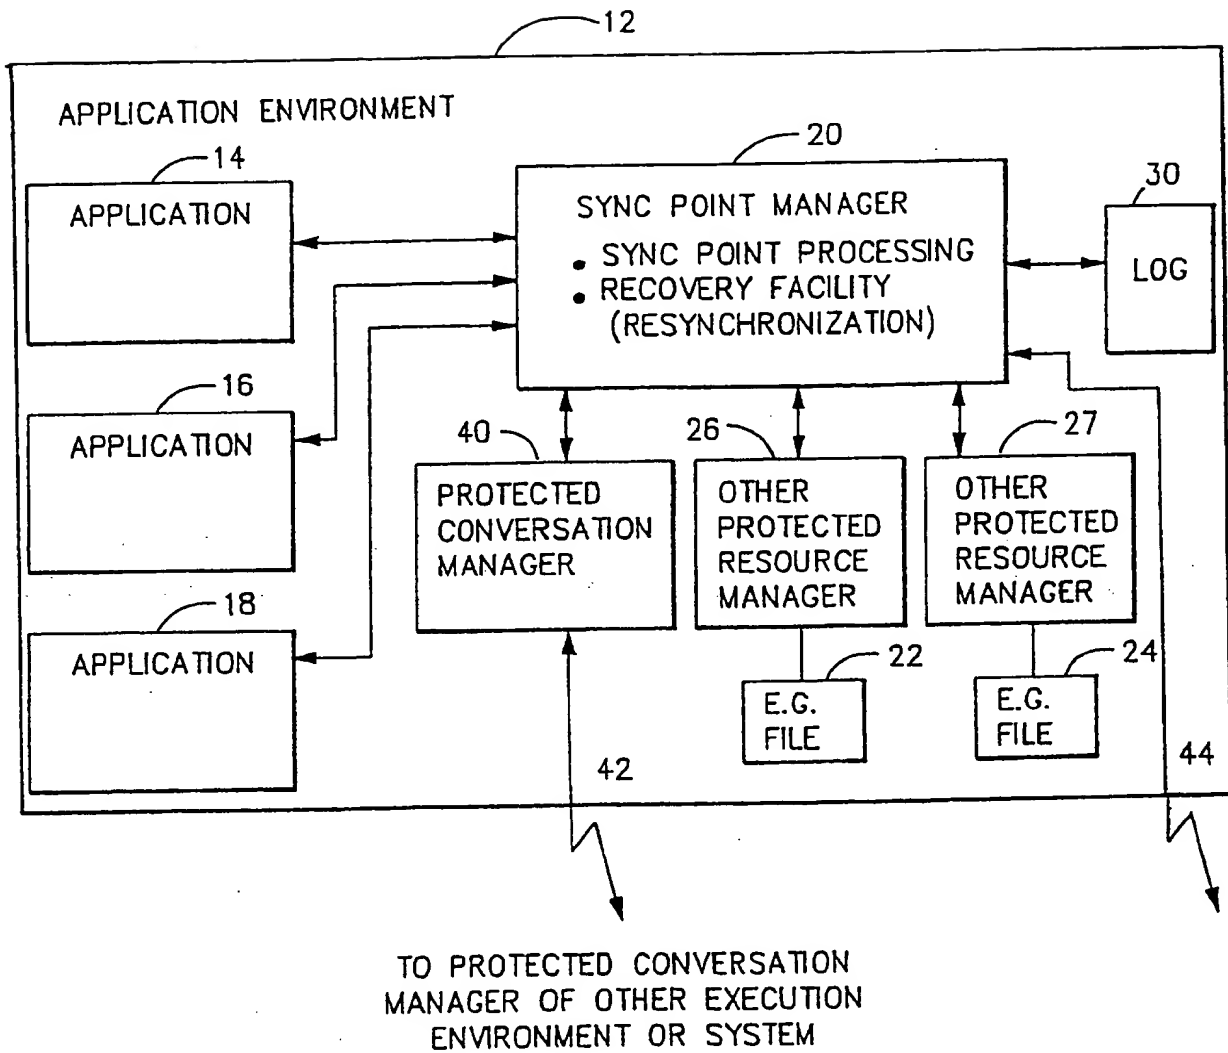 12
APPLICATION ENVIRONMENT
14
APPLICATION
16
APPLICATION
18
APPLICATION
20
SYNC POINT MANAGER
• SYNC POINT PROCESSING
• RECOVERY FACILITY
(RESYNCHRONIZATION)
30
LOG
40
PROTECTED
CONVERSATION
MANAGER
26
OTHER
PROTECTED
RESOURCE
MANAGER
27
OTHER
PROTECTED
RESOURCE
MANAGER
22
E.G.
FILE
24
E.G.
FILE
42
44
TO PROTECTED CONVERSATION
MANAGER OF OTHER EXECUTION
ENVIRONMENT OR SYSTEM